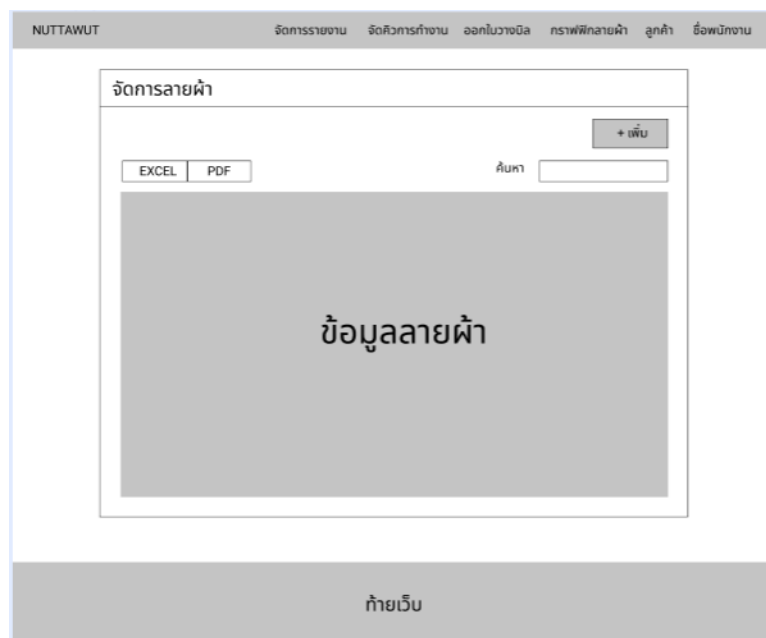 NUTTAWUT จัดการรายงาน จัดคิวการทำงาน ออกใบวางบิล กราฟฟิกลายผ้า ลูกค้า ชื่อพนักงาน
จัดการลายผ้า
+ เพิ่ม
EXCEL PDF ค้นหา
ข้อมูลลายผ้า
ท้ายเว็บ